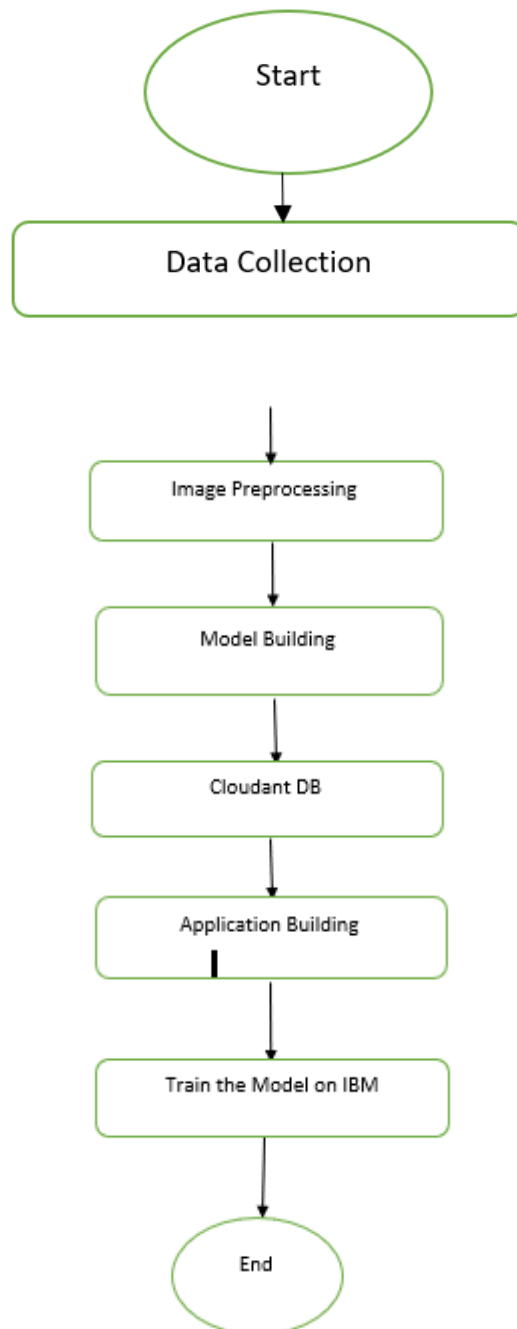 Start
Data Collection
Image Preprocessing
Model Building
Cloudant DB
Application Building
Train the Model on IBM
End